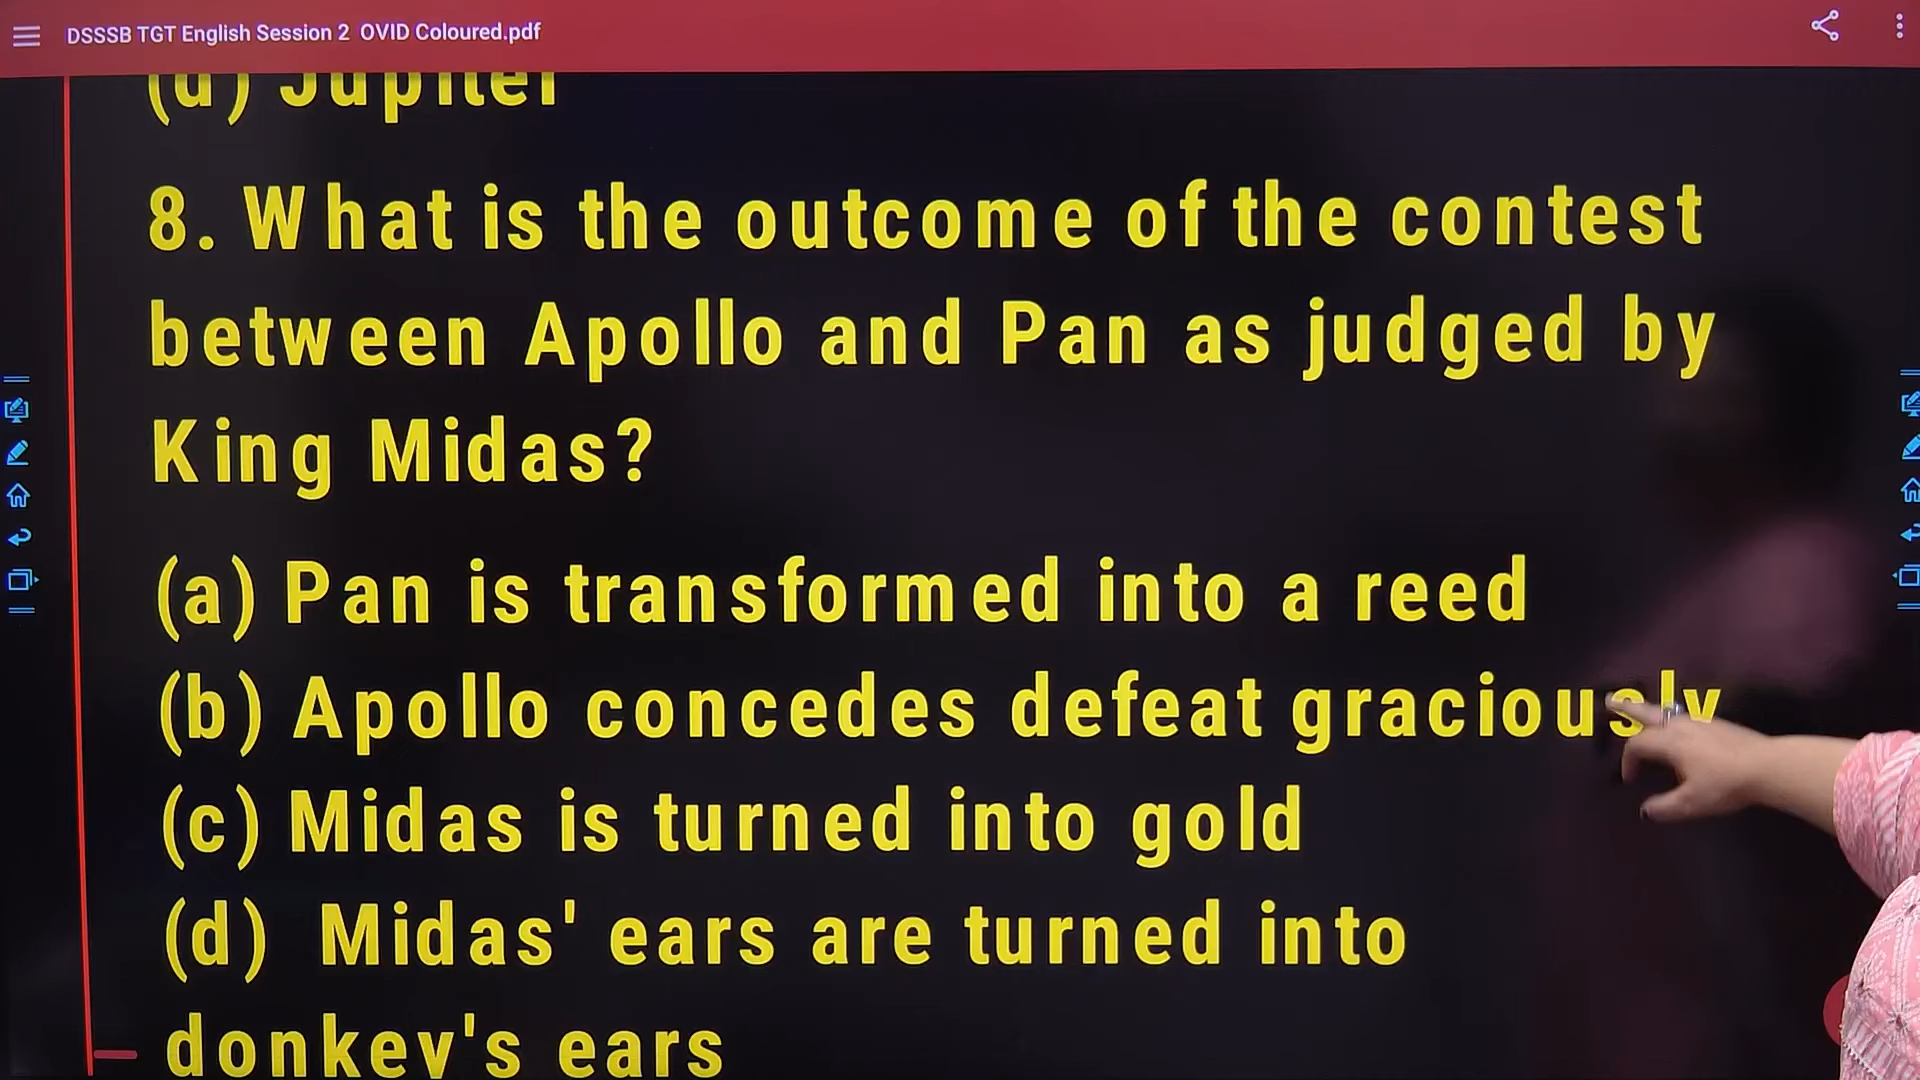 DSSSB TGT English Session 2 OVID Coloured.pdf
(d) Jupiter
8. What is the outcome of the contest
between Apollo and Pan as judged by
King Midas?
(a) Pan is transformed into a reed
(b) Apollo concedes defeat graciously
(c) Midas is turned into gold
(d) Midas' ears are turned into
donkey's ears